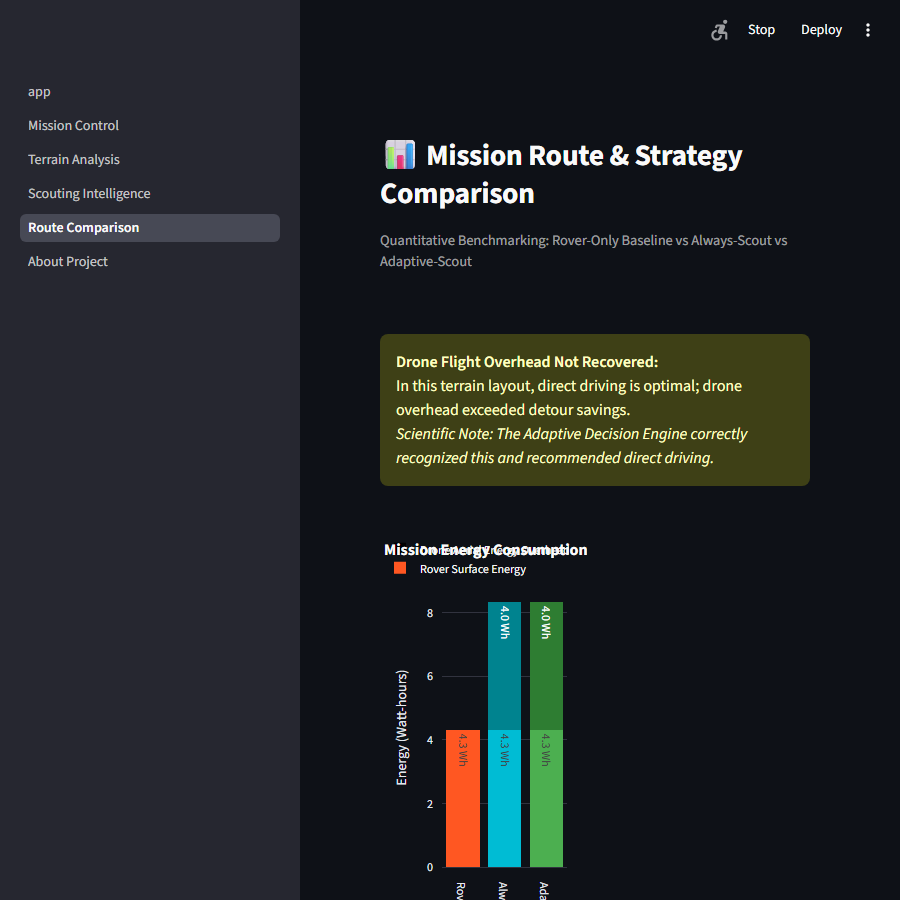 Stop
Deploy
app
Mission Control
Terrain Analysis
Scouting Intelligence
Route Comparison
About Project
Mission Route & Strategy
Comparison
Quantitative Benchmarking: Rover-Only Baseline vs Always-Scout vs
Adaptive-Scout
Drone Flight Overhead Not Recovered:
In this terrain layout, direct driving is optimal; drone
overhead exceeded detour savings.
Scientific Note: The Adaptive Decision Engine correctly
recognized this and recommended direct driving.
Mission Energy Consumption
Rover Surface Energy
Energy (Watt-hours)
8
6
4
2
0
4.0 Wh
4.0 Wh
4.3 Wh
4.3 Wh
4.3 Wh
Rov
Alw
Ada